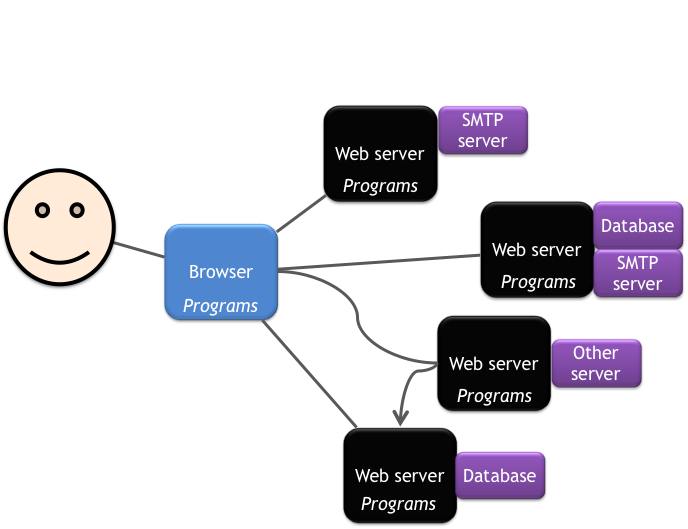 SMTP
server
Web server
Programs
Database
Web server
SMTP
server
Programs
Browser
Programs
Web server
Other
server
Programs
Web server
Database
Programs